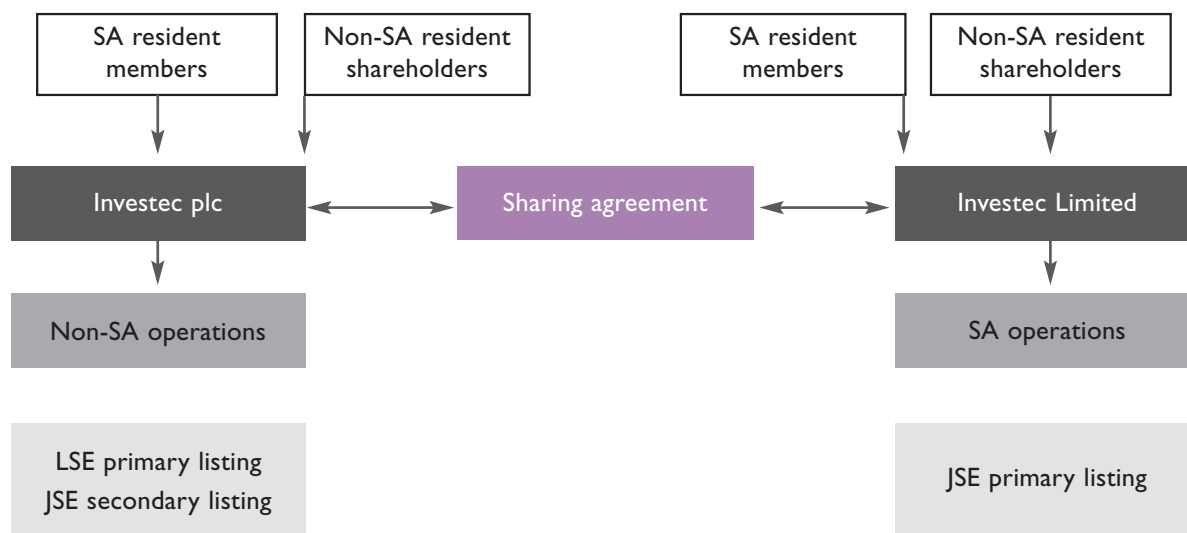 SA resident
members
Non-SA resident
shareholders
SA resident
members
Non-SA resident
shareholders
Investec plc
Sharing agreement
Investec Limited
Non-SA operations
SA operations
LSE primary listing
JSE secondary listing
JSE primary listing